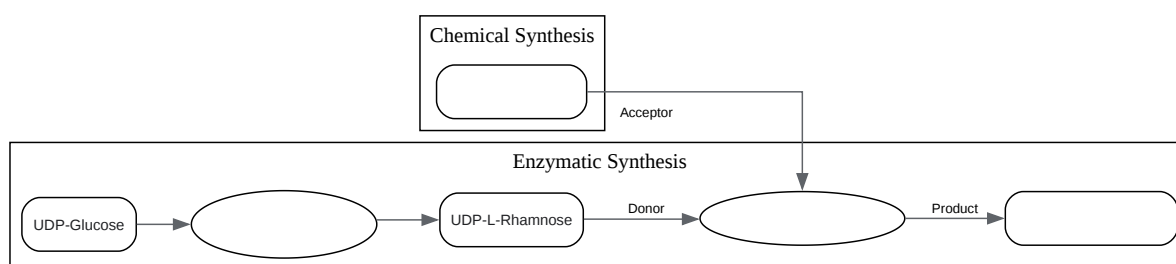 Chemical Synthesis
Acceptor
Enzymatic Synthesis
UDP-Glucose
UDP-L-Rhamnose
Donor
Product